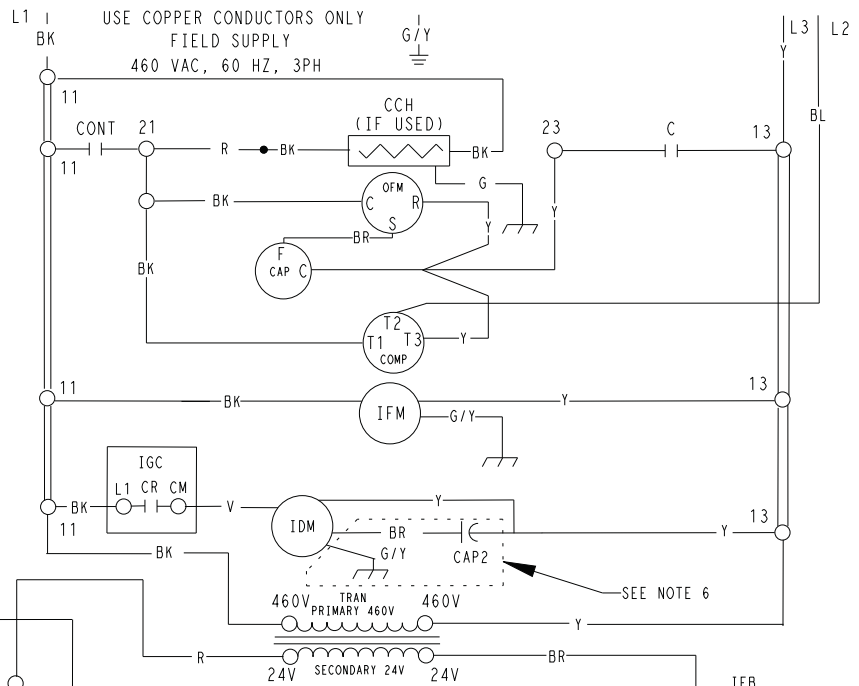 L1
USE COPPER CONDUCTORS ONLY
FIELD SUPPLY
460 VAC, 60 HZ, 3PH
BK
G/Y
L3
L2
Y
11
CCH
(IF USED)
BL
CONT
21
23
C
13
11
R
BK
BK
OFM
C
R
S
G
BK
Y
Y
BR
F
CAP
C
BK
T2
T1
T3
COMP
Y
11
13
BK
IFM
Y
G/Y
IGC
L1
CR
CM
BK
V
Y
13
11
IDM
BR
Y
CAP2
G/Y
BK
SEE NOTE 6
460V
TRAN
PRIMARY 460V
460V
Y
R
BR
24V
SECONDARY 24V
24V